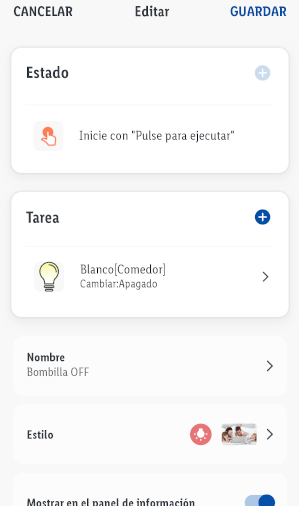 CANCELAR Editar GUARDAR
Estado
Inicie con "Pulse para ejecutar"
Tarea
Blanco[Comedor]
Cambiar:Apagado
Nombre
Bombilla OFF
Estilo
Mostrar en el panel de información